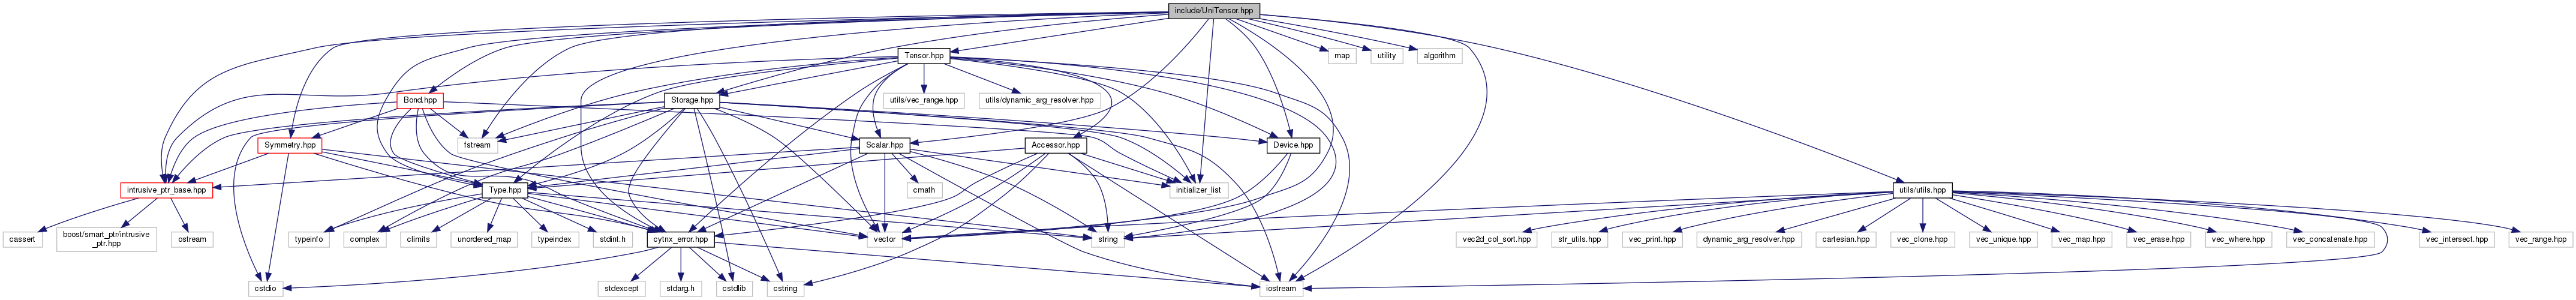 include/UniTensor.hpp
Tensor.hpp
map
utility
algorithm
Bond.hpp
Storage.hpp
utils/vec_range.hpp
utils/dynamic_arg_resolver.hpp
Symmetry.hpp
fstream
Scalar.hpp
Accessor.hpp
Device.hpp
intrusive_ptr_base.hpp
Type.hpp
cmath
initializer_list
utils/utils.hpp
cassert
boost/smart_ptr/intrusive
_ptr.hpp
ostream
typeinfo
complex
climits
unordered_map
typeindex
stdint.h
cytnx_error.hpp
vector
string
vec2d_col_sort.hpp
str_utils.hpp
vec_print.hpp
dynamic_arg_resolver.hpp
cartesian.hpp
vec_clone.hpp
vec_unique.hpp
vec_map.hpp
vec_erase.hpp
vec_where.hpp
vec_concatenate.hpp
vec_intersect.hpp
vec_range.hpp
cstdio
stdexcept
stdarg.h
cstdlib
cstring
iostream